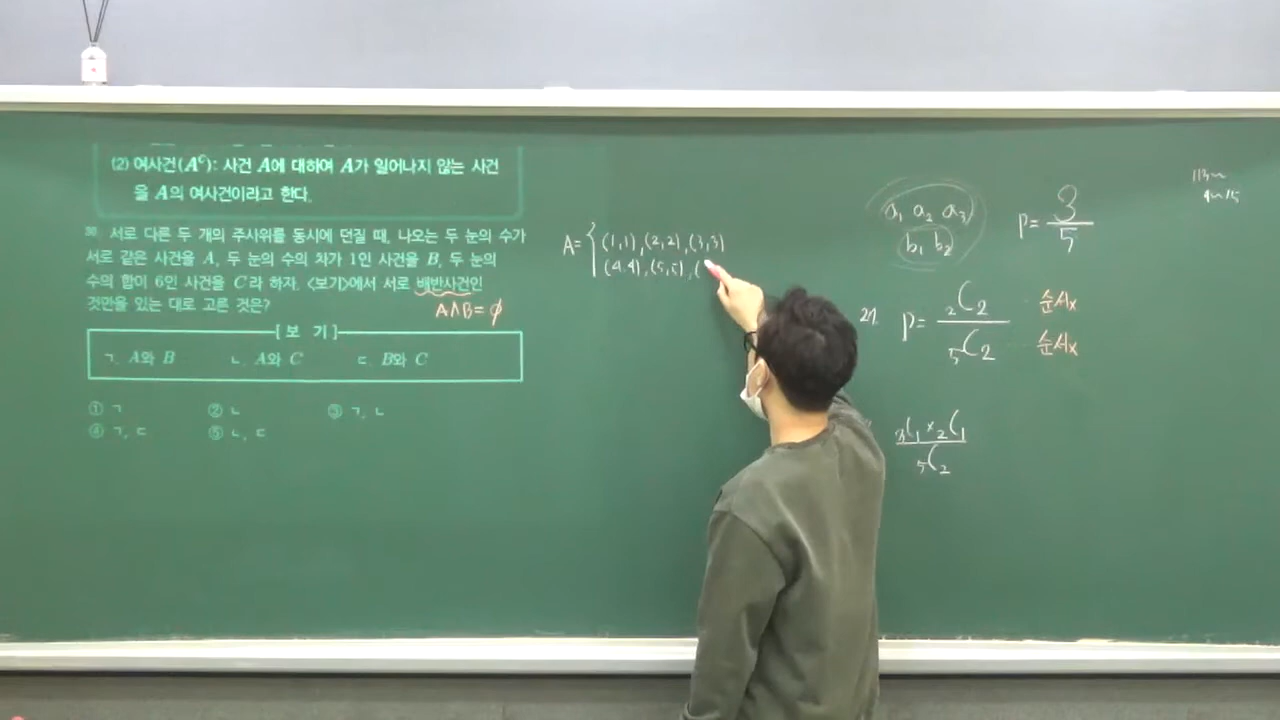 (2) 여사건(Aᶜ): 사건 A에 대하여 A가 일어나지 않는 사건
을 A의 여사건이라고 한다.
30. 서로 다른 두 개의 주사위를 동시에 던질 때, 나오는 두 눈의 수가
서로 같은 사건을 A, 두 눈의 수의 차가 1인 사건을 B, 두 눈의
수의 합이 6인 사건을 C라 하자. <보기>에서 서로 배반사건인
것만을 있는 대로 고른 것은?
A∩B=∅
[보 기]
ㄱ. A와 B ㄴ. A와 C ㄷ. B와 C
① ㄱ ② ㄴ ③ ㄱ, ㄴ
④ ㄱ, ㄷ ⑤ ㄴ, ㄷ
A={(1,1),(2,2),(3,3)
(4,4),(5,5),(
a₁ a₂ a₃
b₁ b₂
P=3/5
21. P=₂C₂/₅C₂
순서x
순서x
₃C₁×₂C₁/₅C₂